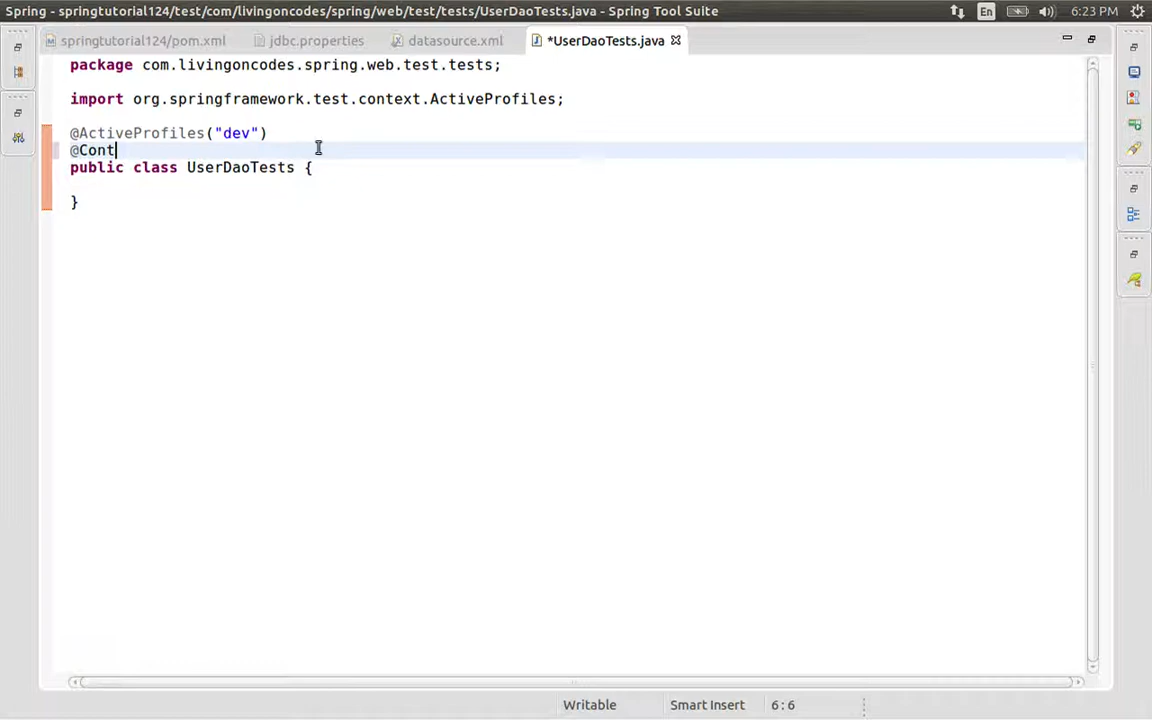 Spring - springtutorial124/test/com/livingoncodes/spring/web/test/tests/UserDaoTests.java - Spring Tool Suite
En
6:23 PM
springtutorial124/pom.xml
jdbc.properties
datasource.xml
*UserDaoTests.java
package com.livingoncodes.spring.web.test.tests;
import org.springframework.test.context.ActiveProfiles;
@ActiveProfiles("dev")
@Cont
public class UserDaoTests {
}
Writable
Smart Insert
6 : 6